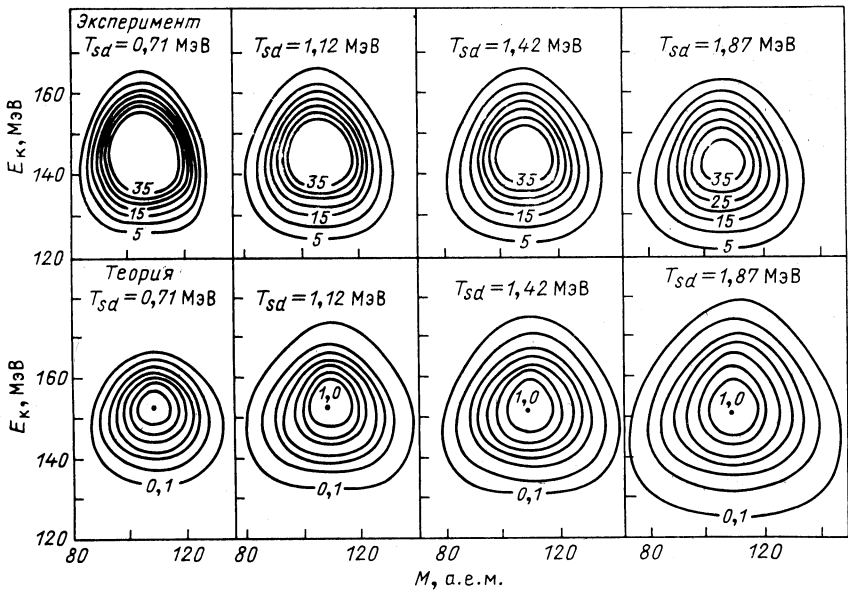 Эксперимент
T_sd = 0,71 МэВ
T_sd = 1,12 МэВ
T_sd = 1,42 МэВ
T_sd = 1,87 МэВ
E_к, МэВ
160
140
120
35
15
5
35
15
5
35
15
5
35
25
15
5
Теория
T_sd = 0,71 МэВ
T_sd = 1,12 МэВ
T_sd = 1,42 МэВ
T_sd = 1,87 МэВ
E_к, МэВ
160
140
120
0,1
1,0
0,1
1,0
0,1
1,0
0,1
80
120
80
120
80
120
80
120
M, а.е.м.